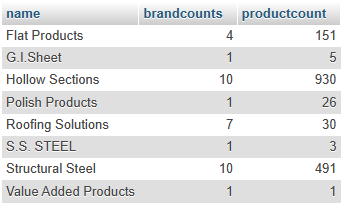 name brandcounts productcount
Flat Products 4 151
G.I.Sheet 1 5
Hollow Sections 10 930
Polish Products 1 26
Roofing Solutions 7 30
S.S. STEEL 1 3
Structural Steel 10 491
Value Added Products 1 1